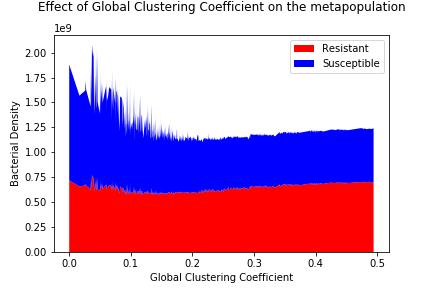 Effect of Global Clustering Coefficient on the metapopulation
1e9
2.00
1.75
1.50
1.25
1.00
0.75
0.50
0.25
0.00
Bacterial Density
Resistant
Susceptible
0.0 0.1 0.2 0.3 0.4 0.5
Global Clustering Coefficient